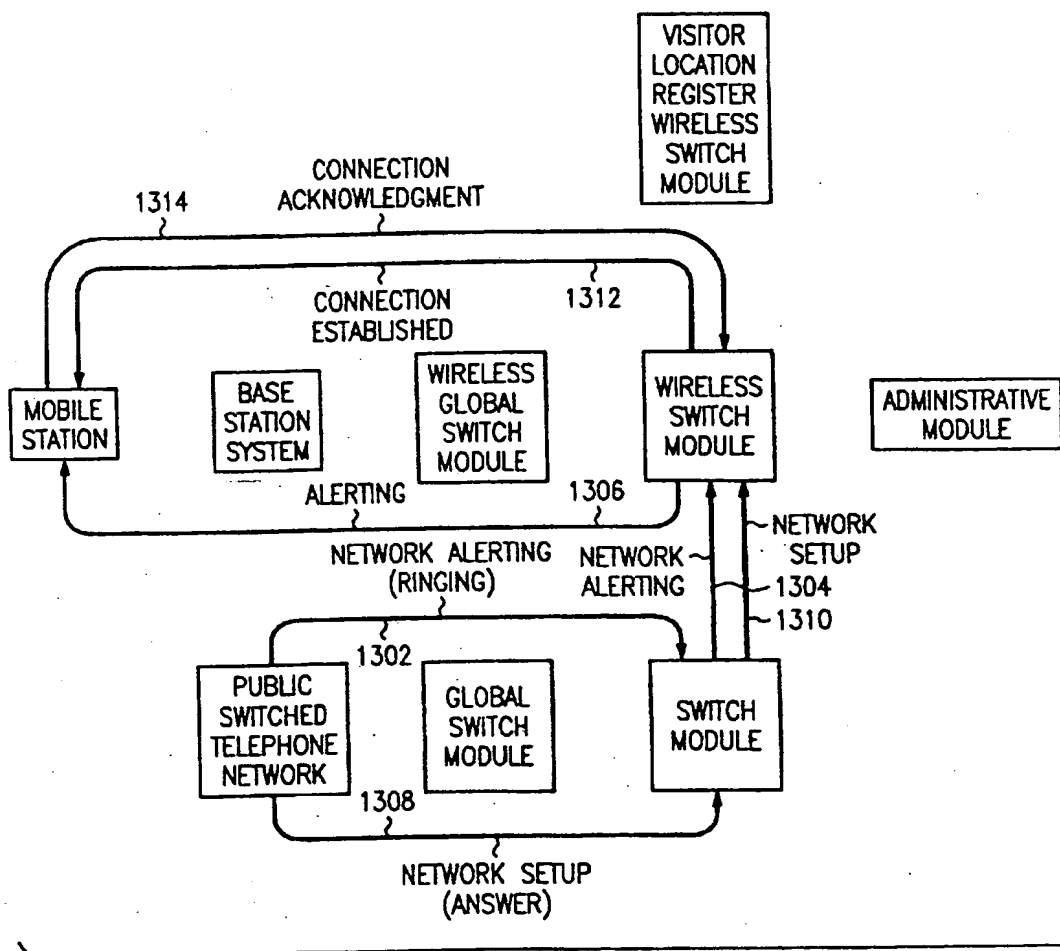 VISITOR
LOCATION
REGISTER
WIRELESS
SWITCH
MODULE
CONNECTION
ACKNOWLEDGMENT
1314
1312
CONNECTION
ESTABLISHED
MOBILE
STATION
BASE
STATION
SYSTEM
WIRELESS
GLOBAL
SWITCH
MODULE
WIRELESS
SWITCH
MODULE
ADMINISTRATIVE
MODULE
ALERTING
1306
NETWORK ALERTING
(RINGING)
NETWORK
ALERTING
NETWORK
SETUP
1304
1310
1302
PUBLIC
SWITCHED
TELEPHONE
NETWORK
GLOBAL
SWITCH
MODULE
SWITCH
MODULE
1308
NETWORK SETUP
(ANSWER)